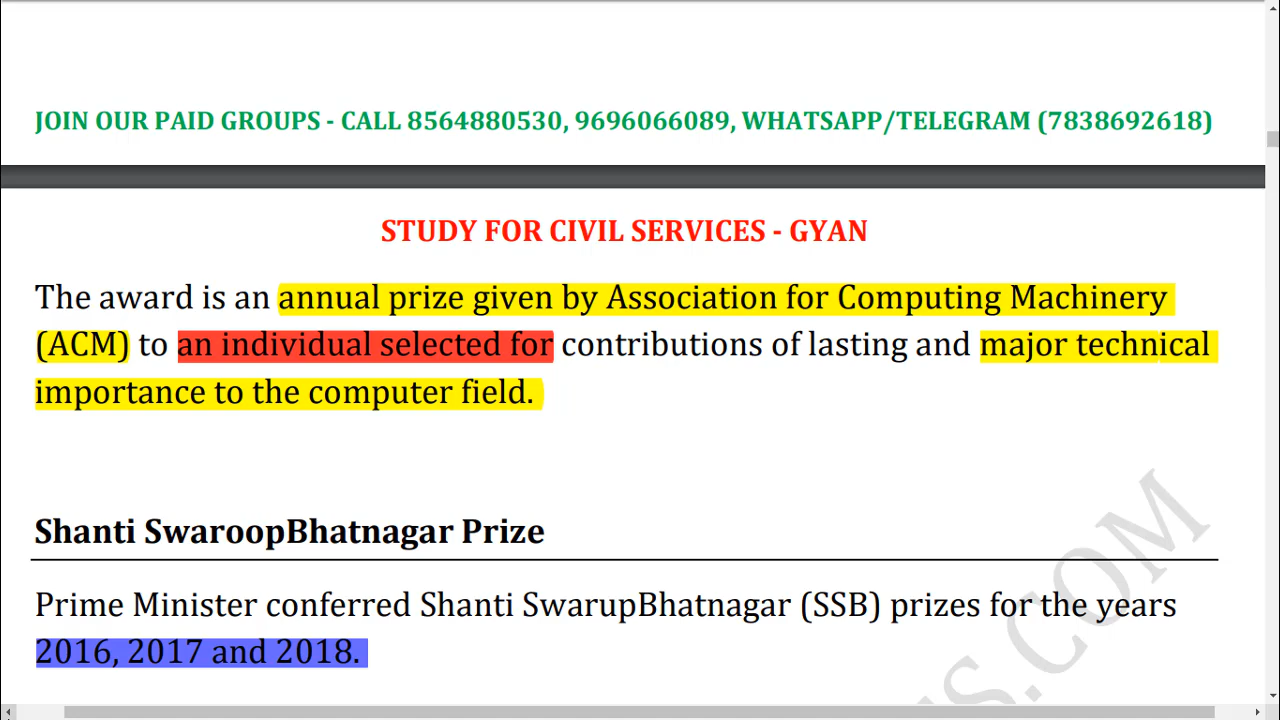 JOIN OUR PAID GROUPS - CALL 8564880530, 9696066089, WHATSAPP/TELEGRAM (7838692618)
STUDY FOR CIVIL SERVICES - GYAN
The award is an annual prize given by Association for Computing Machinery
(ACM) to an individual selected for contributions of lasting and major technical
importance to the computer field.
Shanti SwaroopBhatnagar Prize
Prime Minister conferred Shanti SwarupBhatnagar (SSB) prizes for the years
2016, 2017 and 2018.
S.COM